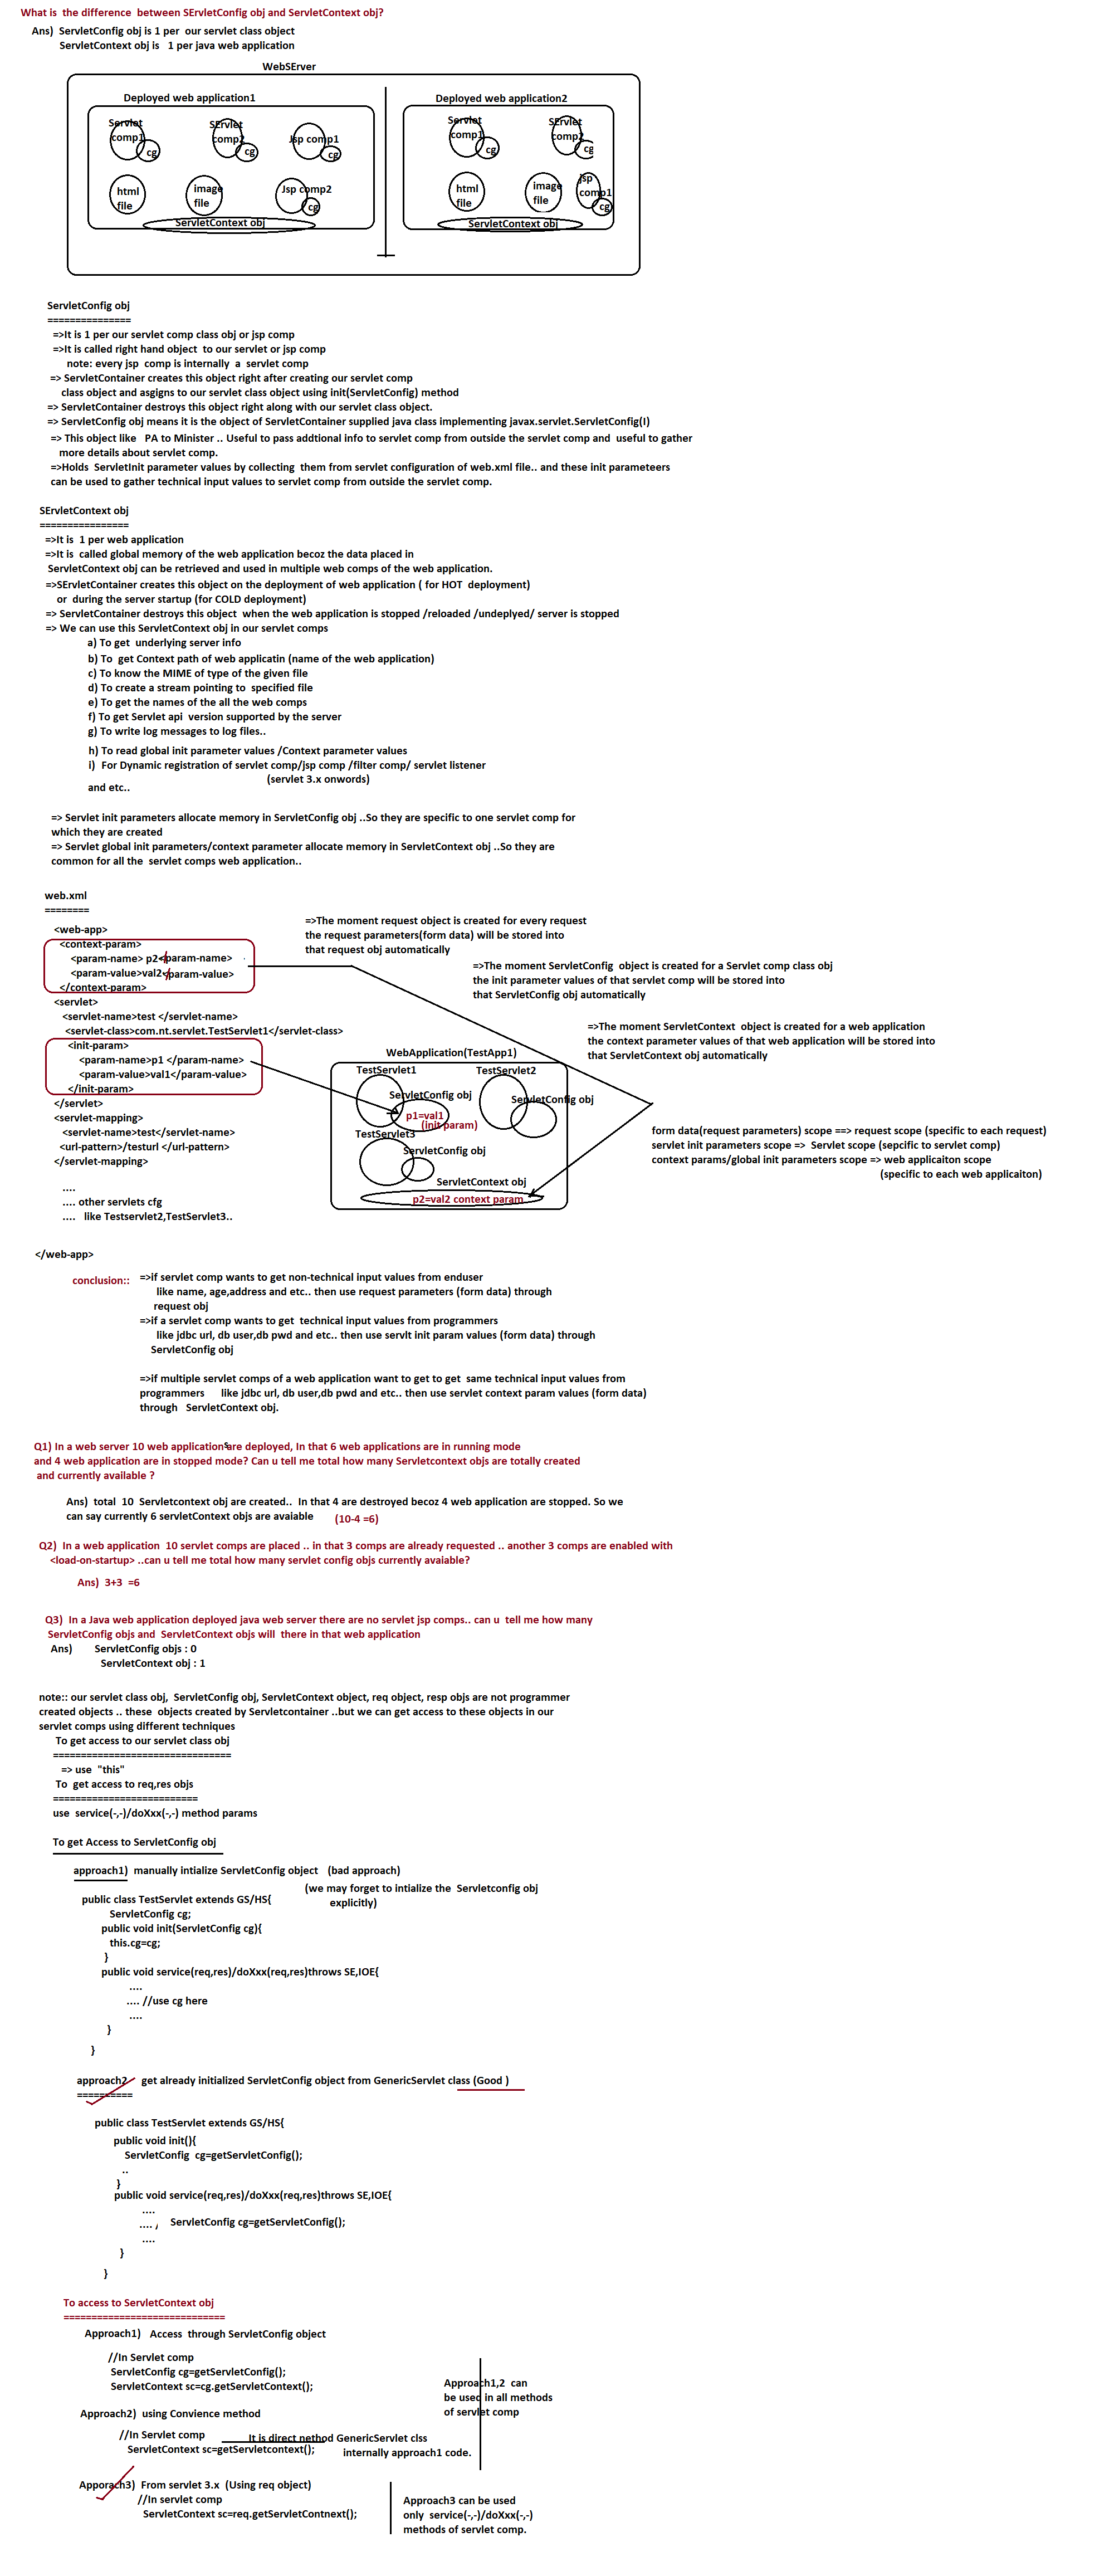 What is  the difference  between SErvletConfig obj and ServletContext obj?
Ans)  ServletConfig obj is 1 per  our servlet class object
ServletContext obj is   1 per java web application
WebSErver
Deployed web application1
Deployed web application2
Servlet comp1
cg
SErvlet comp2
cg
Jsp comp1
cg
html file
image file
Jsp comp2
cg
ServletContext obj
Servlet comp1
cg
SErvlet comp2
cg
html file
image file
jsp comp1
cg
ServletContext obj
ServletConfig obj
===============
=>It is 1 per our servlet comp class obj or jsp comp
=>It is called right hand object  to our servlet or jsp comp
note: every jsp  comp is internally  a  servlet comp
=> ServletContainer creates this object right after creating our servlet comp
class object and asgigns to our servlet class object using init(ServletConfig) method
=> ServletContainer destroys this object right along with our servlet class object.
=> ServletConfig obj means it is the object of ServletContainer supplied java class implementing javax.servlet.ServletConfig(I)
=> This object like   PA to Minister .. Useful to pass addtional info to servlet comp from outside the servlet comp and  useful to gather
more details about servlet comp.
=>Holds  ServletInit parameter values by collecting  them from servlet configuration of web.xml file.. and these init parameteers
can be used to gather technical input values to servlet comp from outside the servlet comp.
SErvletContext obj
================
=>It is  1 per web application
=>It is  called global memory of the web application becoz the data placed in
ServletContext obj can be retrieved and used in multiple web comps of the web application.
=>SErvletContainer creates this object on the deployment of web application ( for HOT  deployment)
or  during the server startup (for COLD deployment)
=> ServletContainer destroys this object  when the web application is stopped /reloaded /undeplyed/ server is stopped
=> We can use this ServletContext obj in our servlet comps
a) To get  underlying server info
b) To  get Context path of web applicatin (name of the web application)
c) To know the MIME of type of the given file
d) To create a stream pointing to  specified file
e) To get the names of the all the web comps
f) To get Servlet api  version supported by the server
g) To write log messages to log files..
h) To read global init parameter values /Context parameter values
i)  For Dynamic registration of servlet comp/jsp comp /filter comp/ servlet listener
(servlet 3.x onwords)
and etc..
=> Servlet init parameters allocate memory in ServletConfig obj ..So they are specific to one servlet comp for
which they are created
=> Servlet global init parameters/context parameter allocate memory in ServletContext obj ..So they are
common for all the  servlet comps web application..
web.xml
========
<web-app>
<context-param>
<param-name> p2</param-name>
<param-value>val2</param-value>
</context-param>
<servlet>
<servlet-name>test </servlet-name>
<servlet-class>com.nt.servlet.TestServlet1</servlet-class>
<init-param>
<param-name>p1 </param-name>
<param-value>val1</param-value>
</init-param>
</servlet>
<servlet-mapping>
<servlet-name>test</servlet-name>
<url-pattern>/testurl </url-pattern>
</servlet-mapping>
....
.... other servlets cfg
....   like Testservlet2,TestServlet3..
</web-app>
=>The moment request object is created for every request
the request parameters(form data) will be stored into
that request obj automatically
=>The moment ServletConfig  object is created for a Servlet comp class obj
the init parameter values of that servlet comp will be stored into
that ServletConfig obj automatically
=>The moment ServletContext  object is created for a web application
the context parameter values of that web application will be stored into
that ServletContext obj automatically
WebApplication(TestApp1)
TestServlet1
ServletConfig obj
p1=val1
(init param)
TestServlet2
ServletConfig obj
TestServlet3
ServletConfig obj
ServletContext obj
p2=val2 context param
form data(request parameters) scope ==> request scope (specific to each request)
servlet init parameters scope =>  Servlet scope (sepcific to servlet comp)
context params/global init parameters scope => web applicaiton scope
(specific to each web applicaiton)
conclusion::
=>if servlet comp wants to get non-technical input values from enduser
like name, age,address and etc.. then use request parameters (form data) through
request obj
=>if a servlet comp wants to get  technical input values from programmers
like jdbc url, db user,db pwd and etc.. then use servlt init param values (form data) through
ServletConfig obj
=>if multiple servlet comps of a web application want to get to get  same technical input values from
programmers      like jdbc url, db user,db pwd and etc.. then use servlet context param values (form data)
through   ServletContext obj.
Q1) In a web server 10 web applications are deployed, In that 6 web applications are in running mode
and 4 web application are in stopped mode? Can u tell me total how many Servletcontext objs are totally created
and currently available ?
Ans)  total  10  Servletcontext obj are created..  In that 4 are destroyed becoz 4 web application are stopped. So we
can say currently 6 servletContext objs are avaiable
(10-4 =6)
Q2)  In a web application  10 servlet comps are placed .. in that 3 comps are already requested .. another 3 comps are enabled with
<load-on-startup> ..can u tell me total how many servlet config objs currently avaiable?
Ans)  3+3  =6
Q3)  In a Java web application deployed java web server there are no servlet jsp comps.. can u  tell me how many
ServletConfig objs and  ServletContext objs will  there in that web application
Ans)        ServletConfig objs : 0
ServletContext obj : 1
note:: our servlet class obj,  ServletConfig obj, ServletContext object, req object, resp objs are not programmer
created objects .. these  objects created by Servletcontainer ..but we can get access to these objects in our
servlet comps using different techniques
To get access to our servlet class obj
================================
=> use  "this"
To  get access to req,res objs
==========================
use  service(-,-)/doXxx(-,-) method params
To get Access to ServletConfig obj
approach1)  manually intialize ServletConfig object   (bad approach)
(we may forget to intialize the  Servletconfig obj
explicitly)
public class TestServlet extends GS/HS{
ServletConfig cg;
public void init(ServletConfig cg){
this.cg=cg;
}
public void service(req,res)/doXxx(req,res)throws SE,IOE{
....
.... //use cg here
....
}
}
approach2    get already initialized ServletConfig object from GenericServlet class (Good )
==========
public class TestServlet extends GS/HS{
public void init(){
ServletConfig  cg=getServletConfig();
..
}
public void service(req,res)/doXxx(req,res)throws SE,IOE{
....
.... /    ServletConfig cg=getServletConfig();
....
}
}
To access to ServletContext obj
=============================
Approach1)   Access  through ServletConfig object
//In Servlet comp
ServletConfig cg=getServletConfig();
ServletContext sc=cg.getServletContext();
Approach1,2  can
be used in all methods
of servlet comp
Approach2)  using Convience method
//In Servlet comp
It is direct nethod GenericServlet clss
ServletContext sc=getServletcontext();
internally approach1 code.
Apporach3)  From servlet 3.x  (Using req object)
//In servlet comp
ServletContext sc=req.getServletContnext();
Approach3 can be used
only  service(-,-)/doXxx(-,-)
methods of servlet comp.